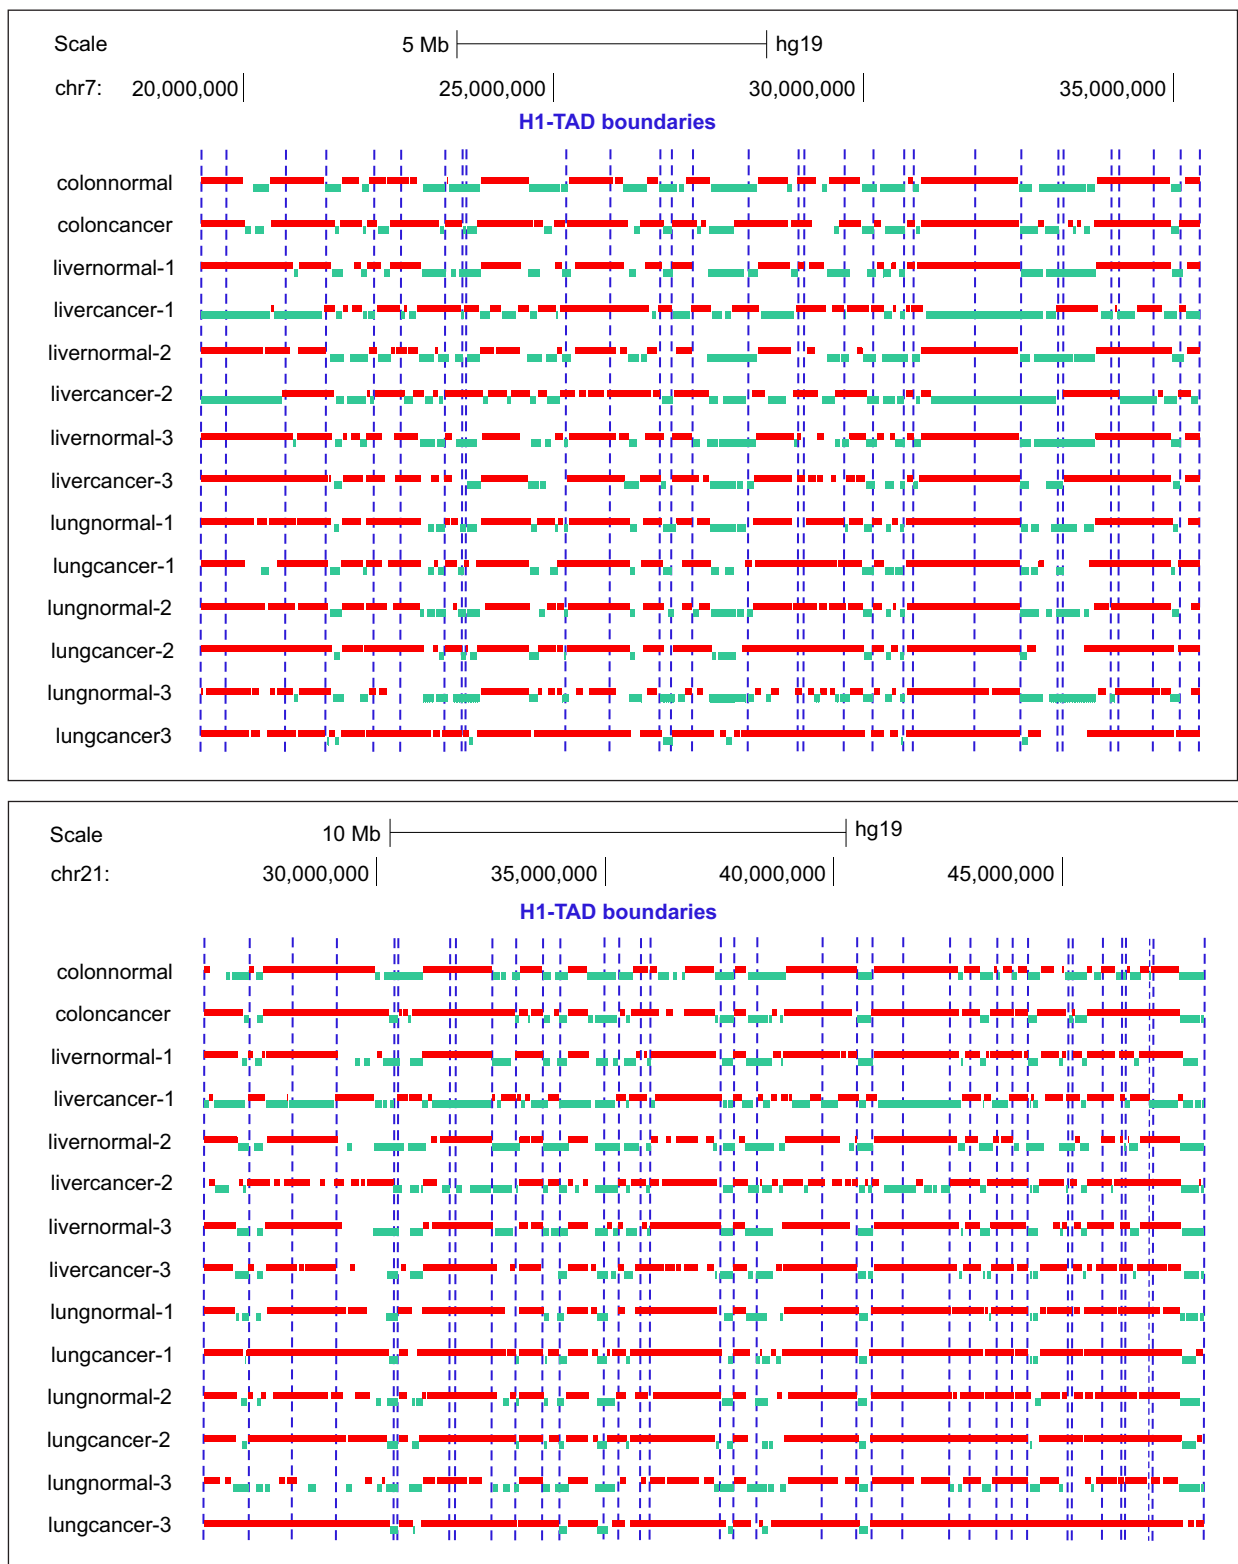 Scale 5 Mb hg19
chr7: 20,000,000 25,000,000 30,000,000 35,000,000
H1-TAD boundaries
colonnormal
coloncancer
livernormal-1
livercancer-1
livernormal-2
livercancer-2
livernormal-3
livercancer-3
lungnormal-1
lungcancer-1
lungnormal-2
lungcancer-2
lungnormal-3
lungcancer3
Scale 10 Mb hg19
chr21: 30,000,000 35,000,000 40,000,000 45,000,000
H1-TAD boundaries
colonnormal
coloncancer
livernormal-1
livercancer-1
livernormal-2
livercancer-2
livernormal-3
livercancer-3
lungnormal-1
lungcancer-1
lungnormal-2
lungcancer-2
lungnormal-3
lungcancer-3